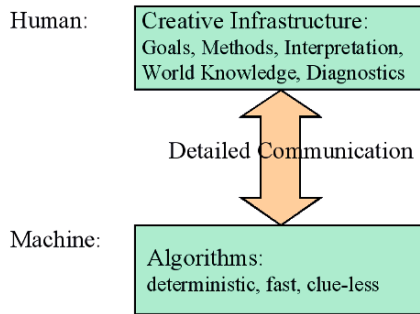 Human:
Creative Infrastructure:
Goals, Methods, Interpretation,
World Knowledge, Diagnostics
Detailed Communication
Machine:
Algorithms:
deterministic, fast, clue-less